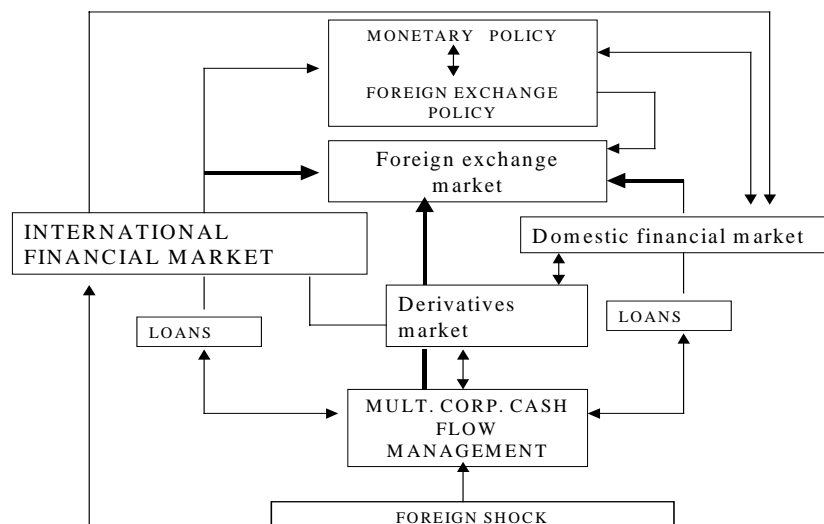 MONETARY POLICY
FOREIGN EXCHANGE
POLICY
Foreign exchange
market
INTERNATIONAL
FINANCIAL MARKET
Domestic financial market
Derivatives
market
LOANS
LOANS
MULT. CORP. CASH
FLOW
MANAGEMENT
FOREIGN SHOCK